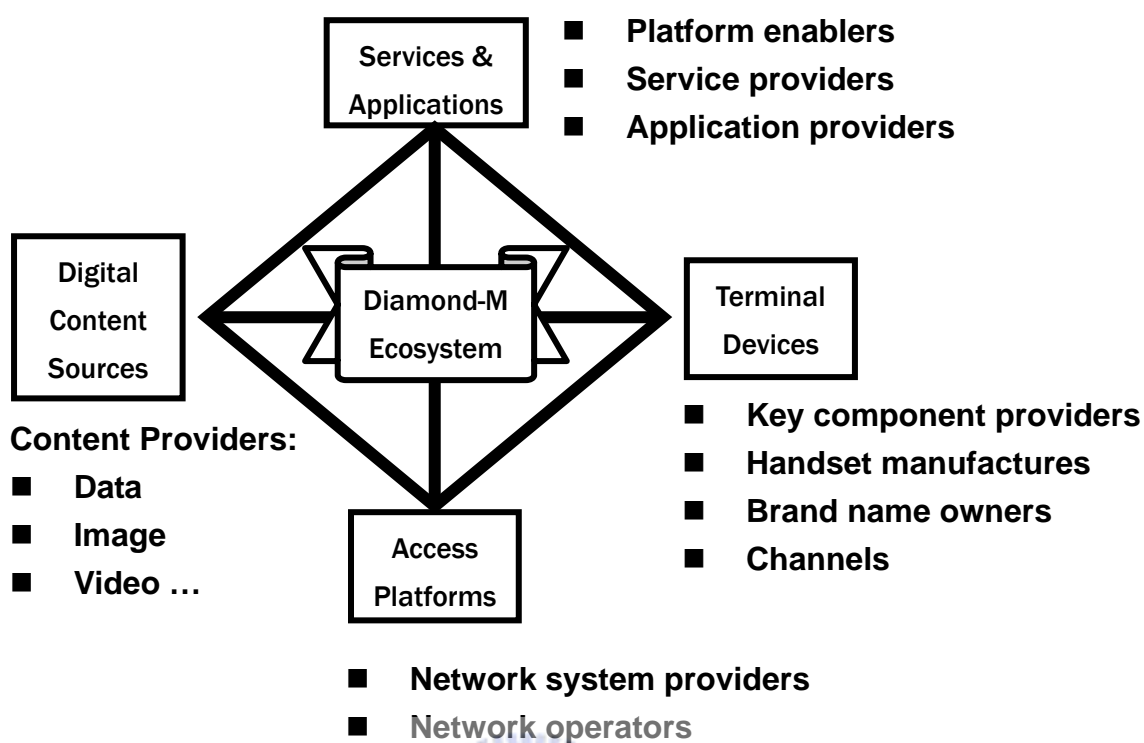 Services &
Applications
■ Platform enablers
■ Service providers
■ Application providers
Digital
Content
Sources
Diamond-M
Ecosystem
Terminal
Devices
Content Providers:
■ Data
■ Image
■ Video …
■ Key component providers
■ Handset manufactures
■ Brand name owners
■ Channels
Access
Platforms
■ Network system providers
■ Network operators